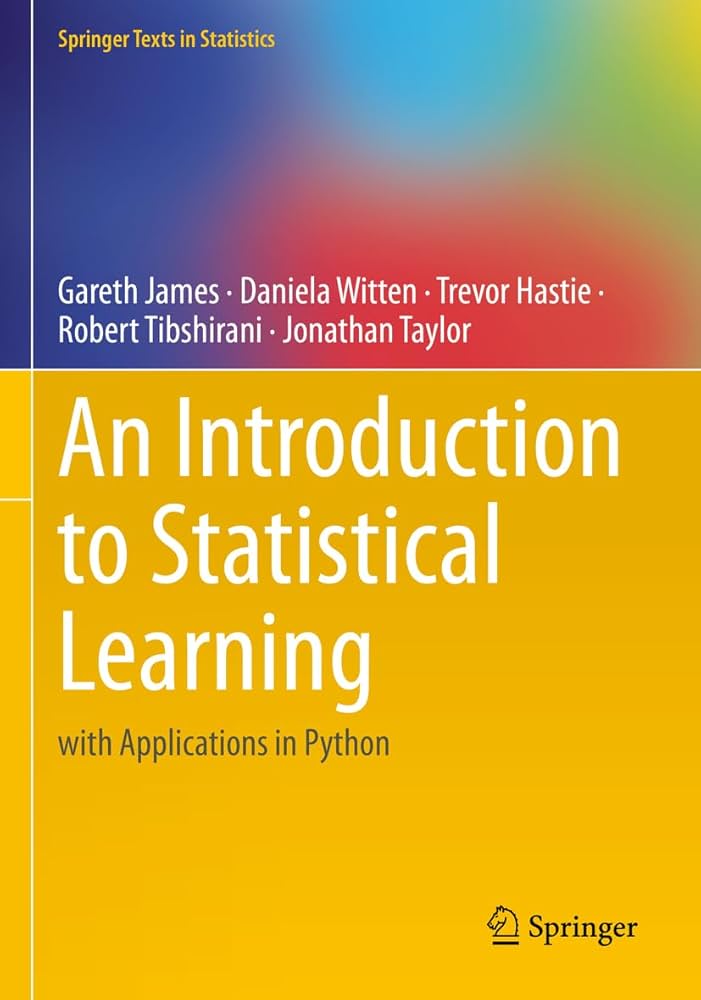 Springer Texts in Statistics
Gareth James · Daniela Witten · Trevor Hastie ·
Robert Tibshirani · Jonathan Taylor
An Introduction
to Statistical
Learning
with Applications in Python
Springer